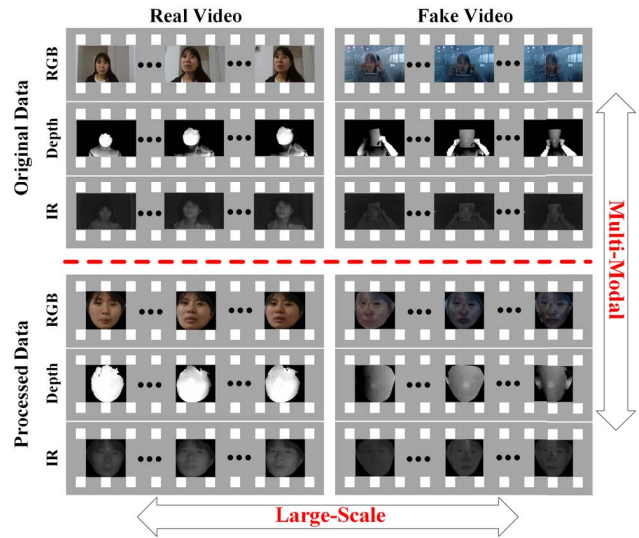 Real Video
Fake Video
Original Data
RGB
Depth
IR
Processed Data
RGB
Depth
IR
Multi-Modal
Large-Scale